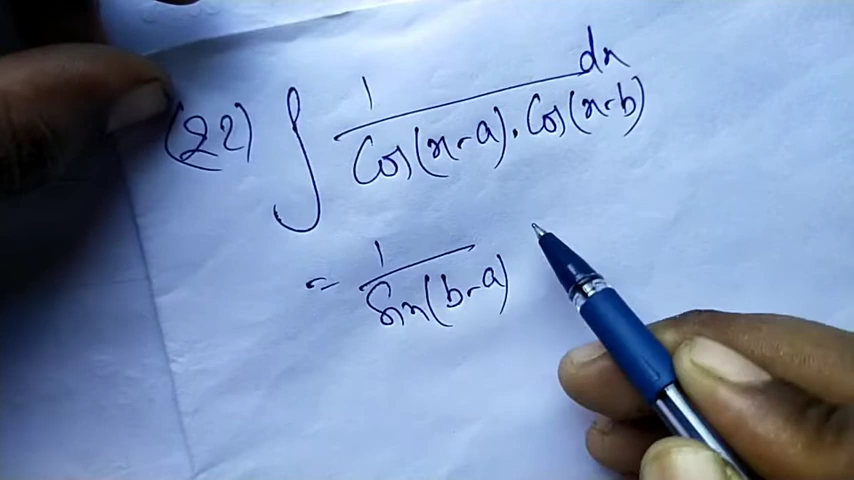 (22) ∫ 1 / Cos(x-a).Cos(x-b) dx
= 1 / Sin(b-a)